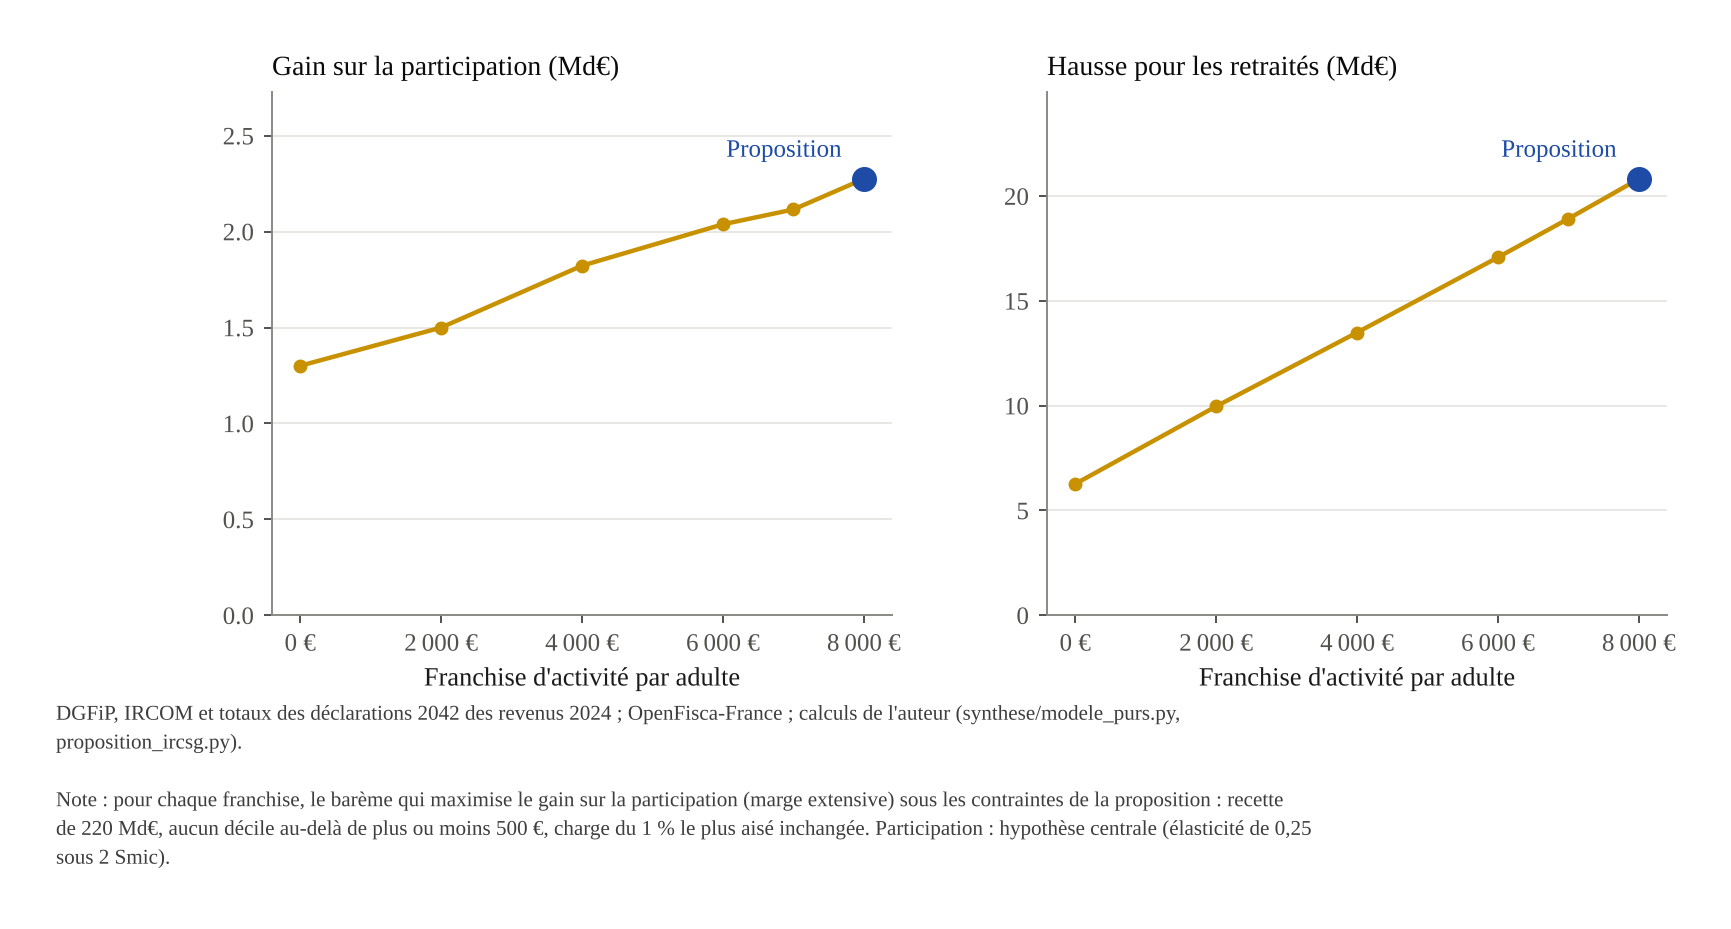 Gain sur la participation (Md€)
2.5
2.0
1.5
1.0
0.5
0.0
Proposition
0 €
2 000 €
4 000 €
6 000 €
8 000 €
Franchise d'activité par adulte
Hausse pour les retraités (Md€)
20
15
10
5
0
Proposition
0 €
2 000 €
4 000 €
6 000 €
8 000 €
Franchise d'activité par adulte
DGFiP, IRCOM et totaux des déclarations 2042 des revenus 2024 ; OpenFisca-France ; calculs de l'auteur (synthese/modele_purs.py,
proposition_ircsg.py).
Note : pour chaque franchise, le barème qui maximise le gain sur la participation (marge extensive) sous les contraintes de la proposition : recette
de 220 Md€, aucun décile au-delà de plus ou moins 500 €, charge du 1 % le plus aisé inchangée. Participation : hypothèse centrale (élasticité de 0,25
sous 2 Smic).